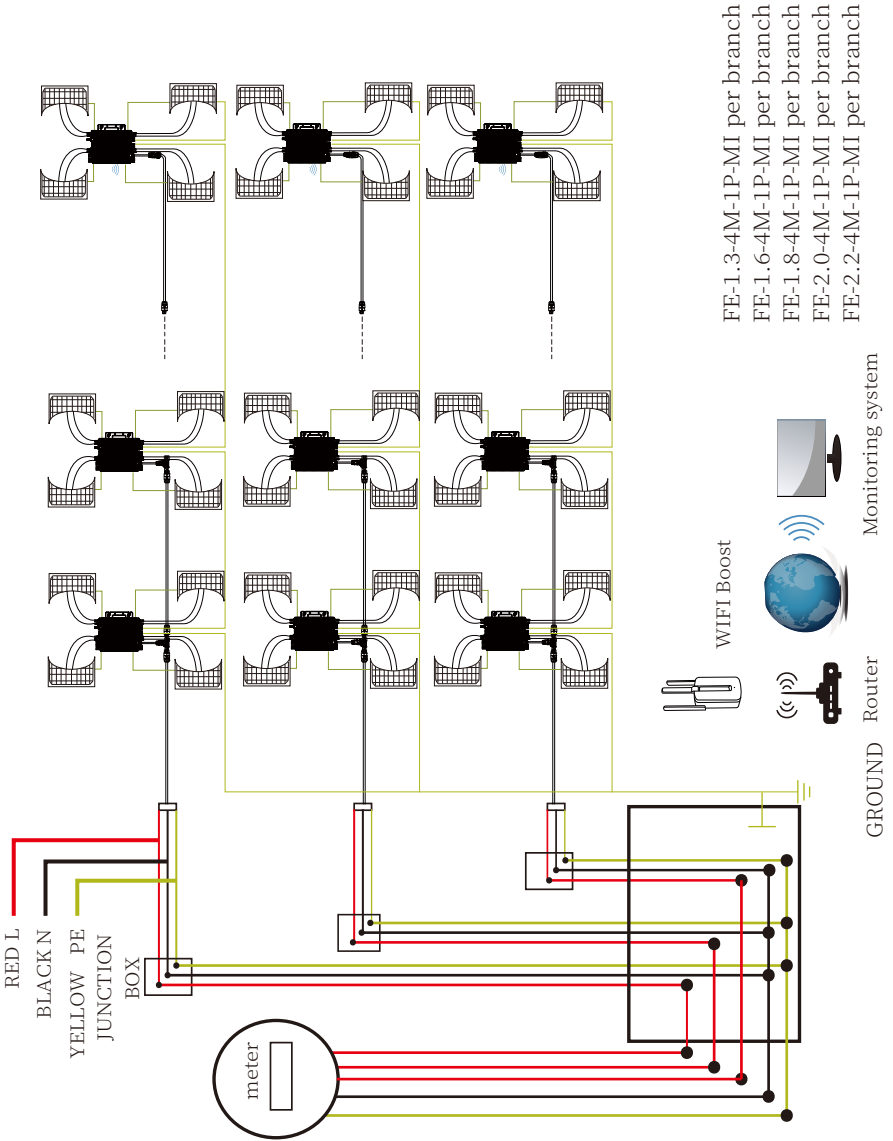 RED L
BLACK N
YELLOW PE
JUNCTION
BOX
meter
FE-1.3-4M-1P-MI per branch
FE-1.6-4M-1P-MI per branch
FE-1.8-4M-1P-MI per branch
FE-2.0-4M-1P-MI per branch
FE-2.2-4M-1P-MI per branch
WIFI Boost
Monitoring system
Router
GROUND